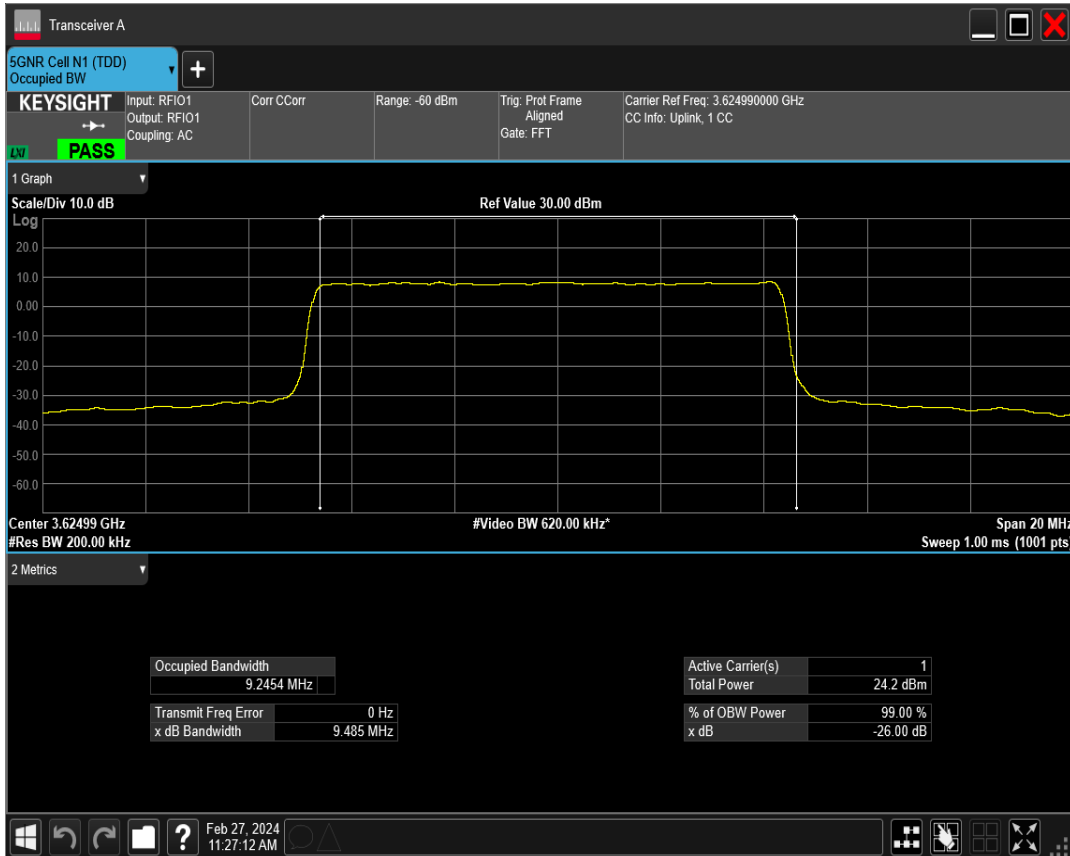 Transceiver A
5GNR Cell N1 (TDD)
Occupied BW
+
KEYSIGHT
LXI
PASS
Input: RFIO1
Output: RFIO1
Coupling: AC
Corr CCorr
Range: -60 dBm
Trig: Prot Frame
Aligned
Gate: FFT
Carrier Ref Freq: 3.624990000 GHz
CC Info: Uplink, 1 CC
1 Graph
Scale/Div 10.0 dB
Ref Value 30.00 dBm
Log
20.0
10.0
0.00
-10.0
-20.0
-30.0
-40.0
-50.0
-60.0
Center 3.62499 GHz
#Video BW 620.00 kHz*
Span 20 MHz
#Res BW 200.00 kHz
Sweep 1.00 ms (1001 pts)
2 Metrics
Occupied Bandwidth
9.2454 MHz
Transmit Freq Error 0 Hz
x dB Bandwidth 9.485 MHz
Active Carrier(s) 1
Total Power 24.2 dBm
% of OBW Power 99.00 %
x dB -26.00 dB
?
Feb 27, 2024
11:27:12 AM